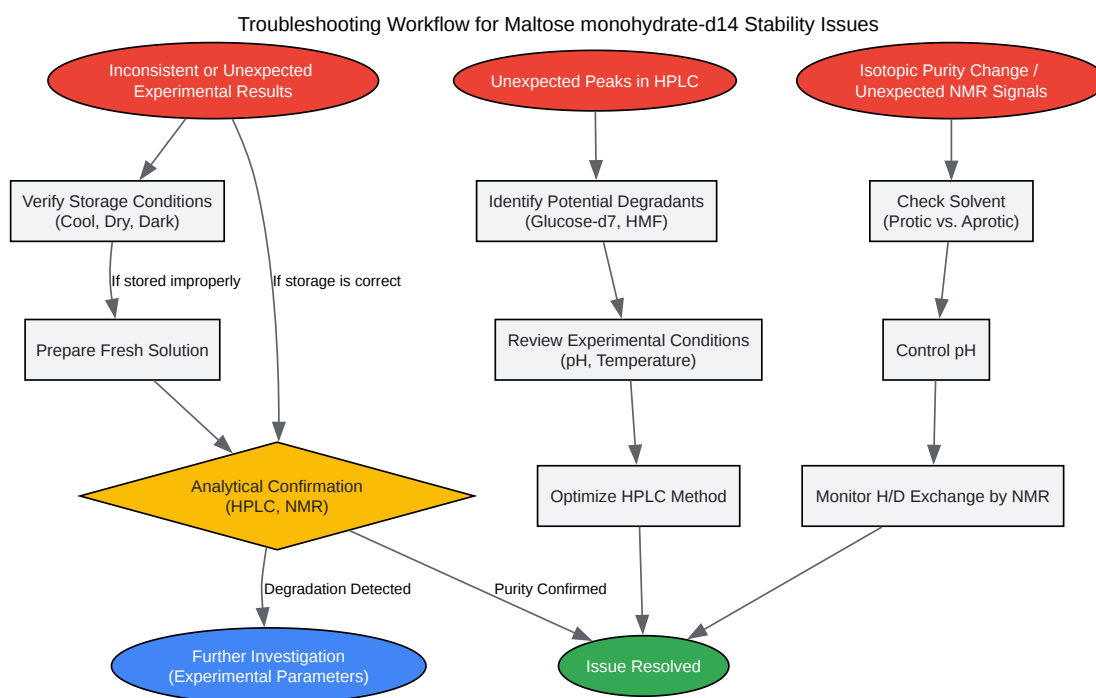 Troubleshooting Workflow for Maltose monohydrate-d14 Stability Issues
Inconsistent or Unexpected
Experimental Results
Unexpected Peaks in HPLC
Isotopic Purity Change /
Unexpected NMR Signals
Verify Storage Conditions
(Cool, Dry, Dark)
Identify Potential Degradants
(Glucose-d7, HMF)
Check Solvent
(Protic vs. Aprotic)
If stored improperly
If storage is correct
Prepare Fresh Solution
Review Experimental Conditions
(pH, Temperature)
Control pH
Analytical Confirmation
(HPLC, NMR)
Optimize HPLC Method
Monitor H/D Exchange by NMR
Degradation Detected
Purity Confirmed
Further Investigation
(Experimental Parameters)
Issue Resolved